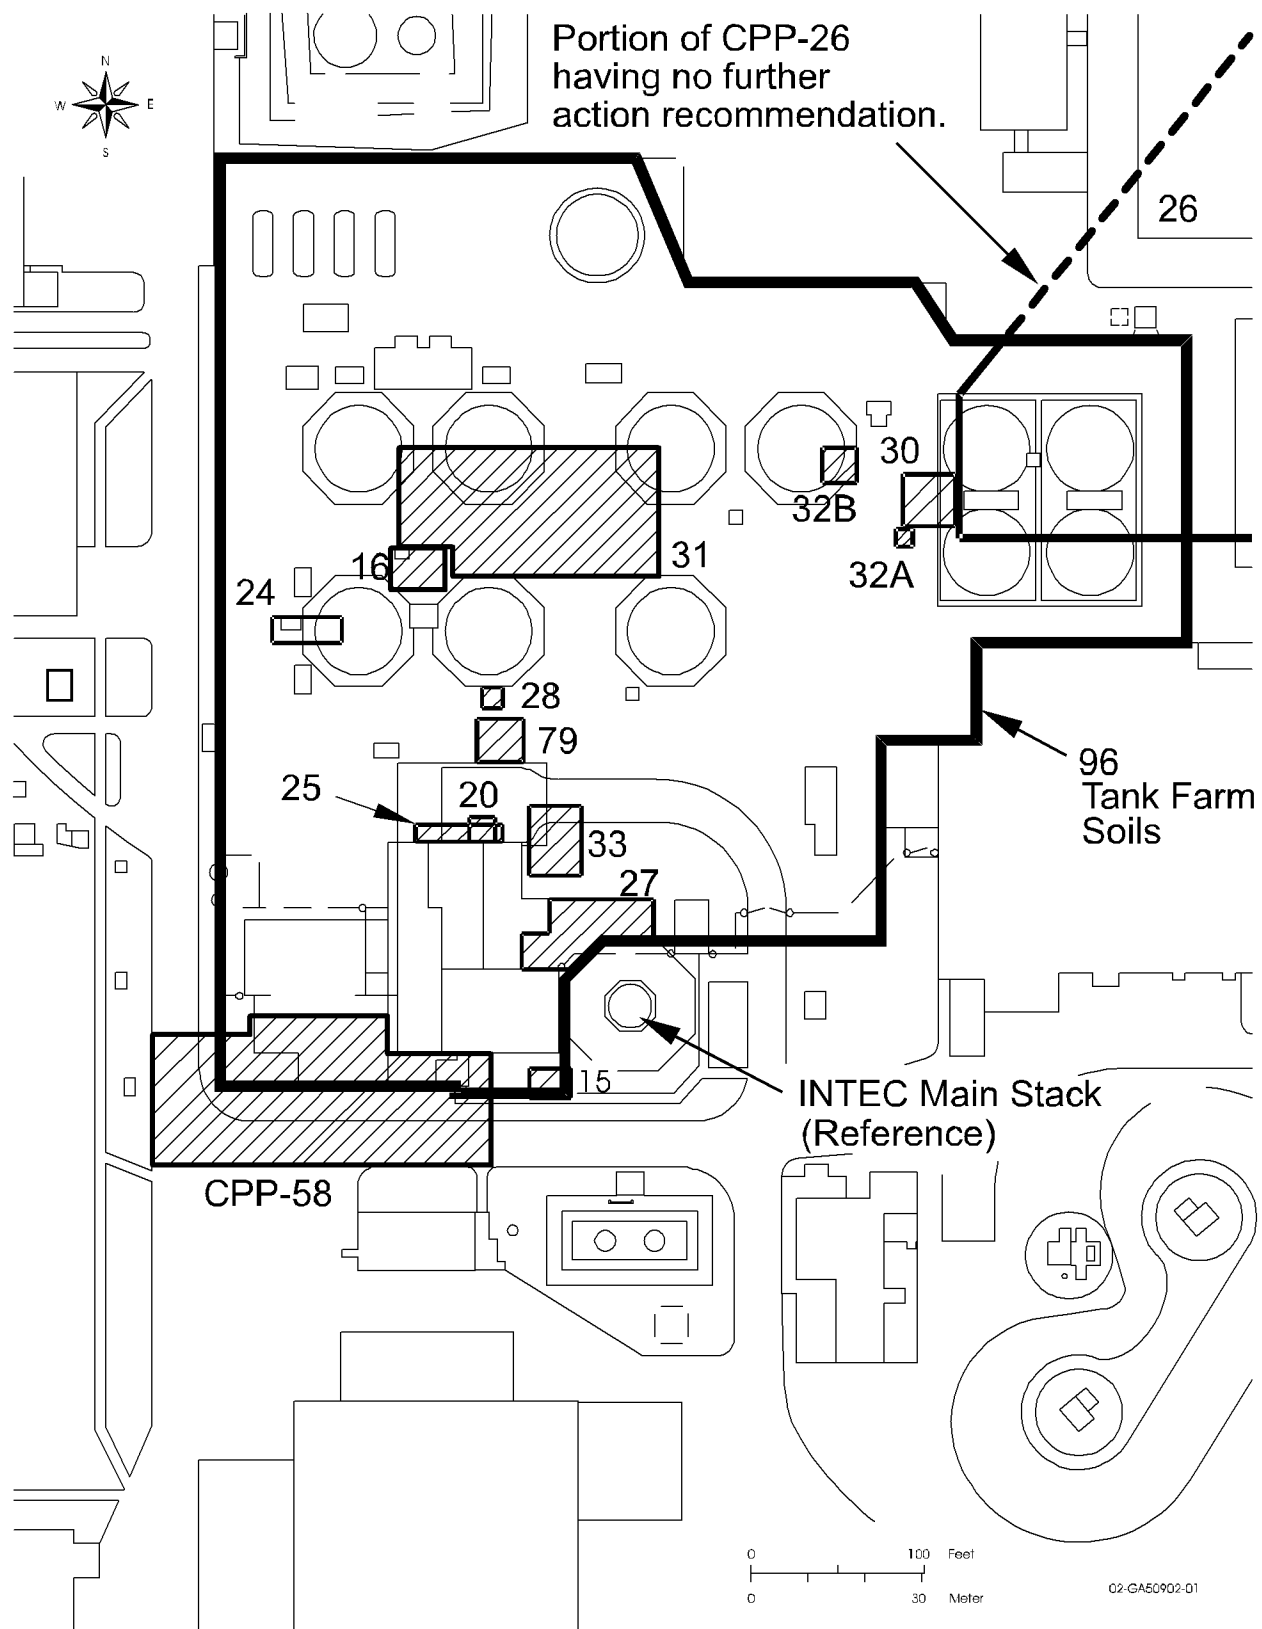 Portion of CPP-26
having no further
action recommendation.
N
W
E
S
26
30
32B
31
16
32A
24
28
79
96
Tank Farm
Soils
25
20
33
27
15
INTEC Main Stack
(Reference)
CPP-58
0
100
Feet
0
30
Meter
02-GA50902-01